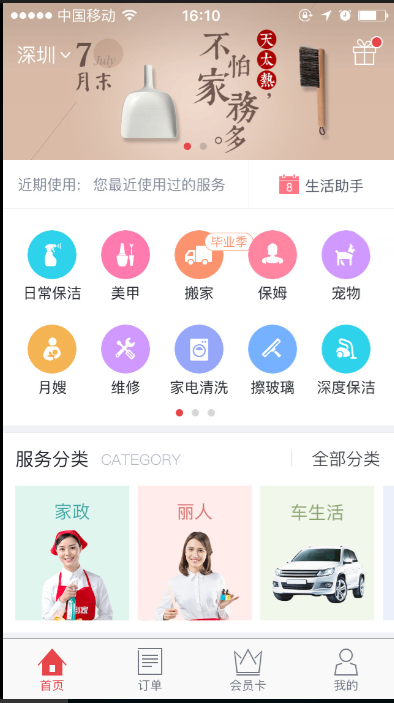 中国移动 16:10
深圳
7 July
月末
不怕
家務
多。
天太熱,
近期使用: 您最近使用过的服务
8 生活助手
毕业季
日常保洁 美甲 搬家 保姆 宠物
月嫂 维修 家电清洗 擦玻璃 深度保洁
服务分类 CATEGORY 全部分类
家政 丽人 车生活
首页 订单 会员卡 我的